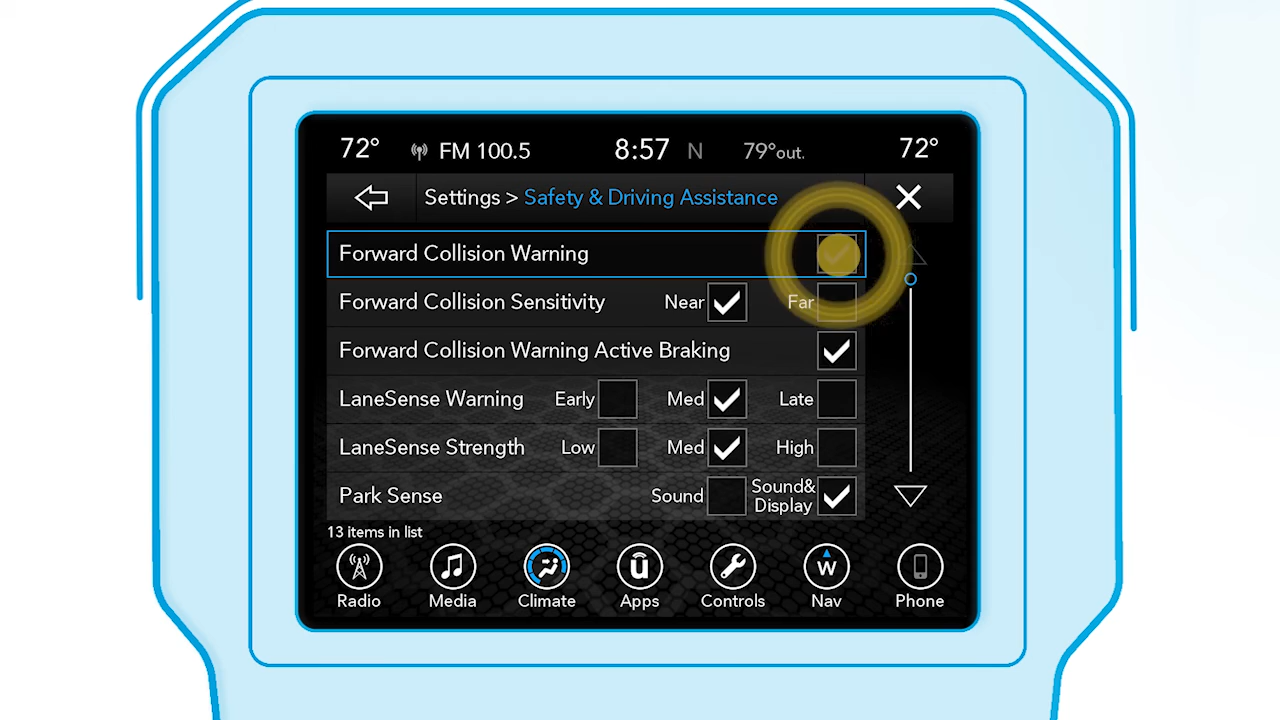 72° FM 100.5 8:57 N 79°out. 72°
Settings > Safety & Driving Assistance
Forward Collision Warning
Forward Collision Sensitivity Near Far
Forward Collision Warning Active Braking
LaneSense Warning Early Med Late
LaneSense Strength Low Med High
Park Sense Sound Sound& Display
13 items in list
Radio Media Climate Apps Controls Nav Phone
u W